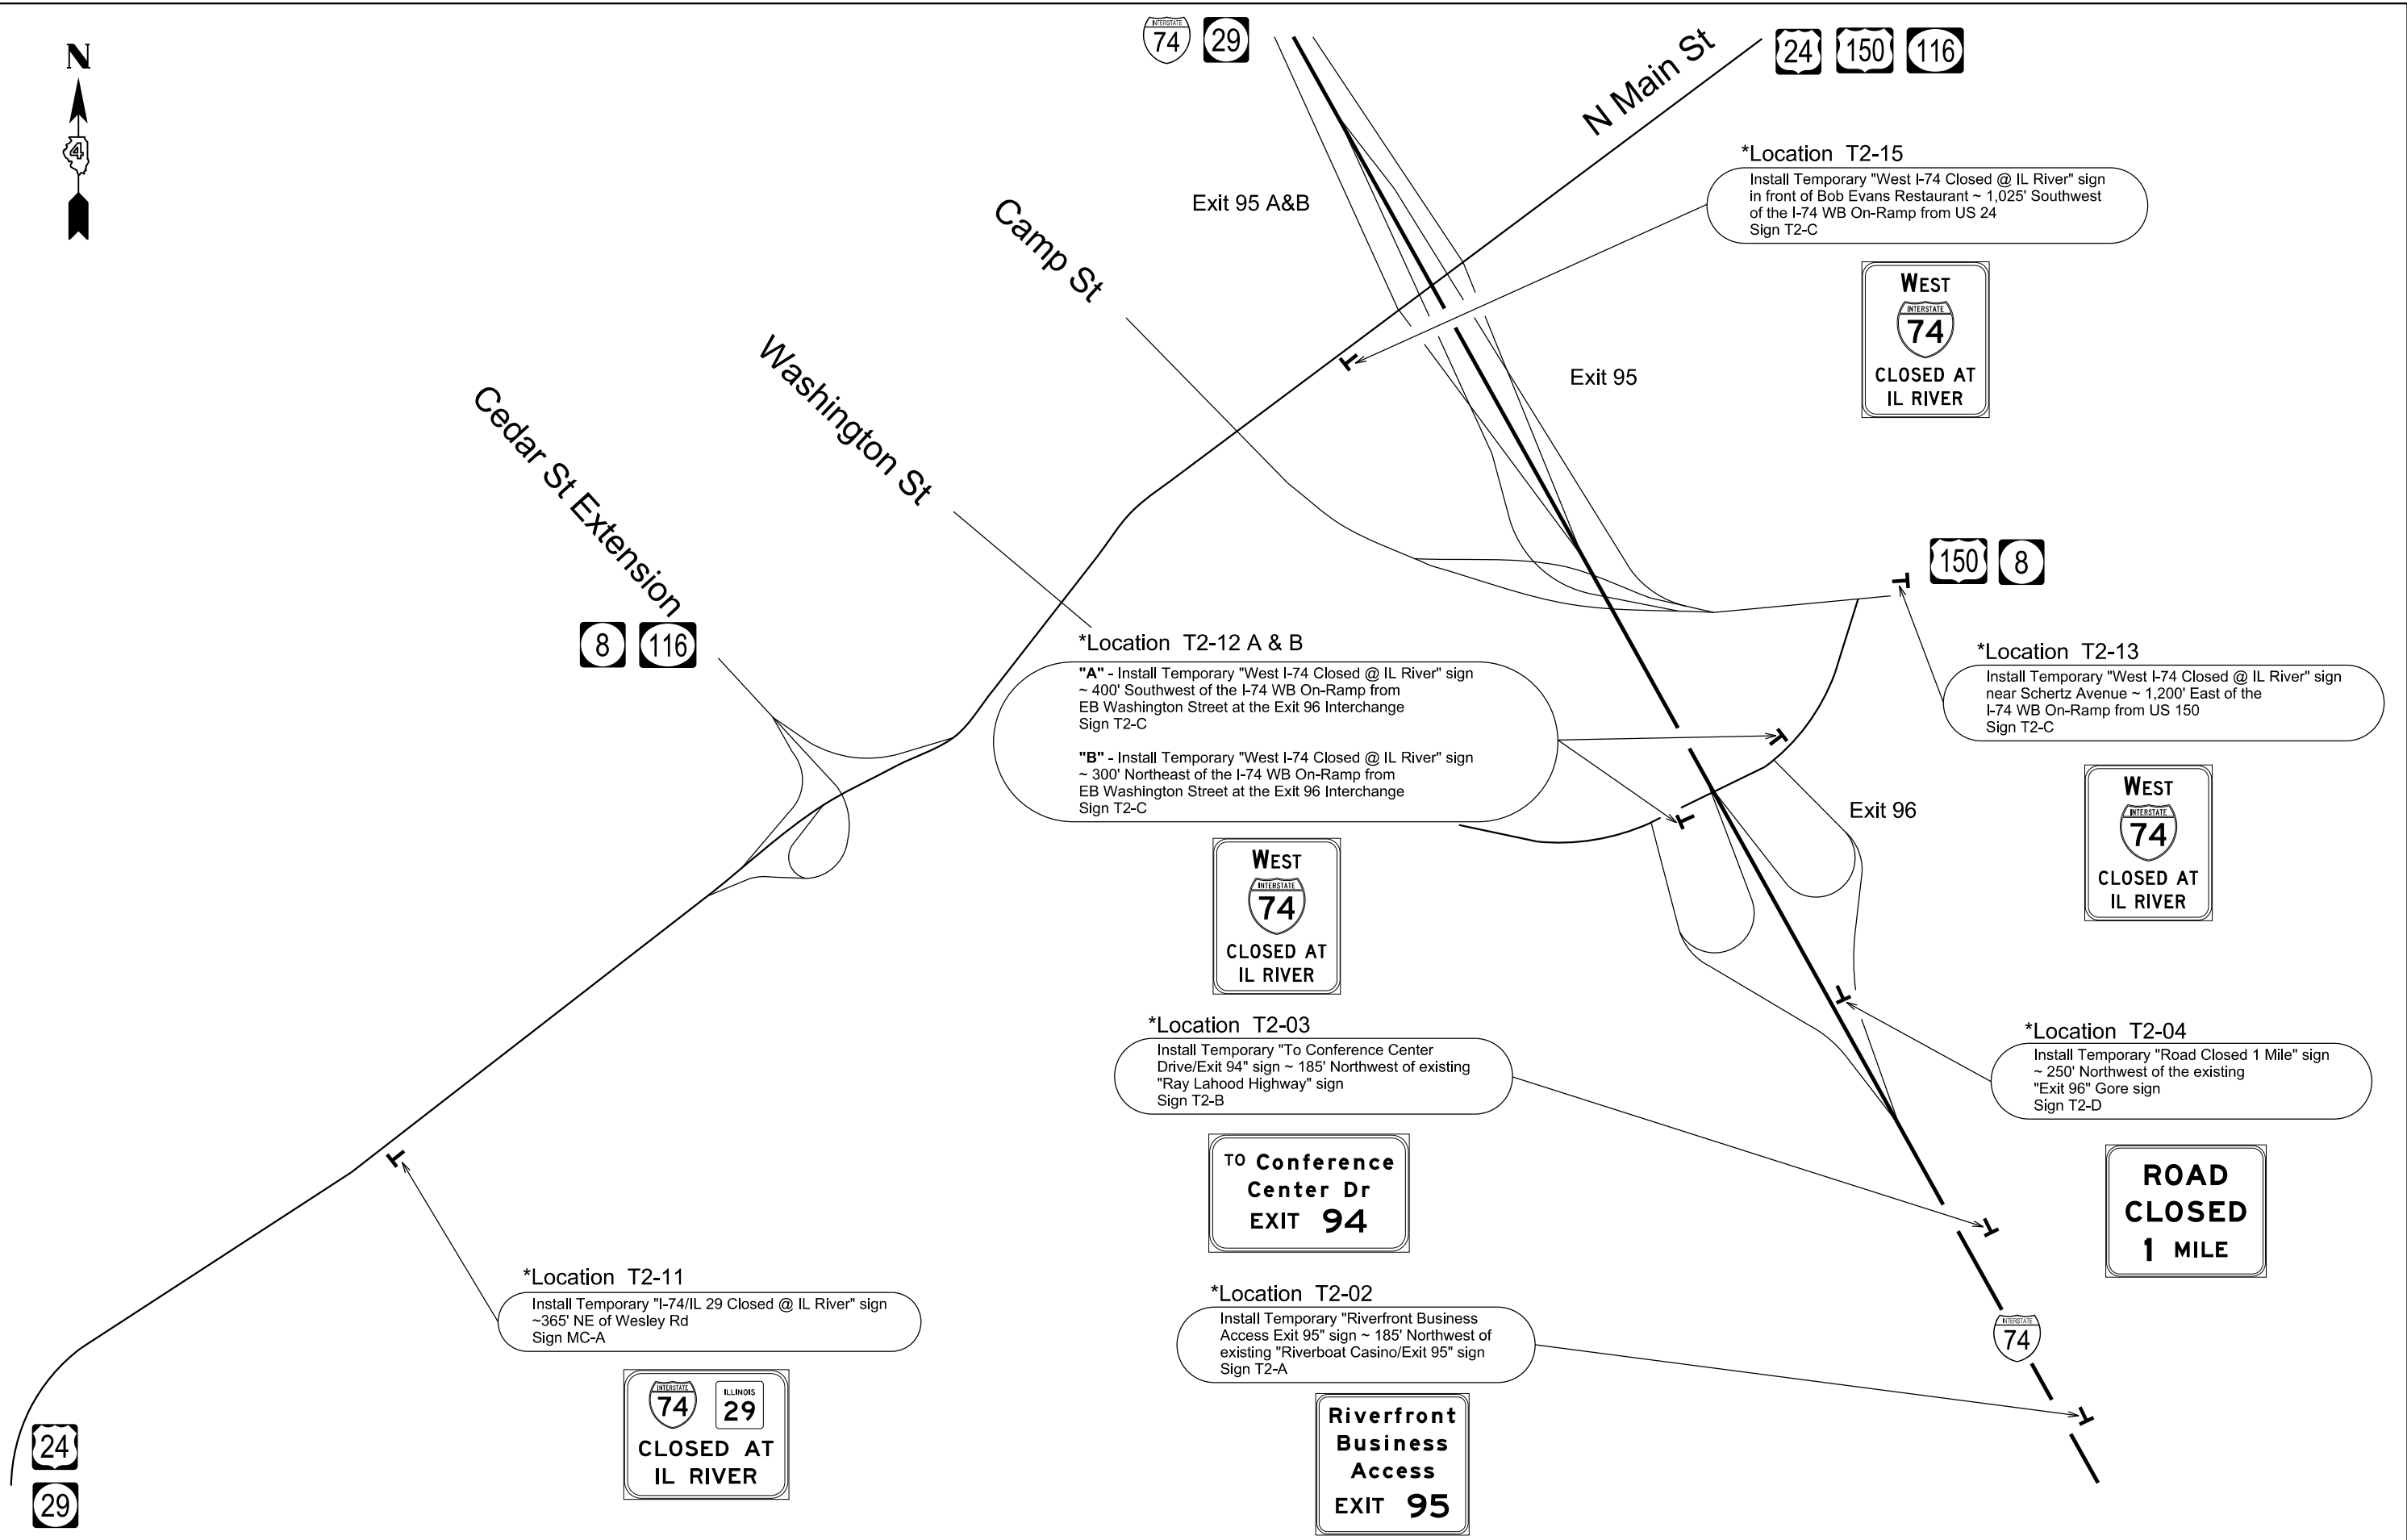 N
4
INTERSTATE
74
29
24
150
116
N Main St
*Location T2-15
Install Temporary "West I-74 Closed @ IL River" sign
in front of Bob Evans Restaurant ~ 1,025' Southwest
of the I-74 WB On-Ramp from US 24
Sign T2-C
WEST
INTERSTATE
74
CLOSED AT
IL RIVER
Exit 95 A&B
Camp St
Exit 95
Washington St
Cedar St Extension
8
116
150
8
*Location T2-12 A & B
"A" - Install Temporary "West I-74 Closed @ IL River" sign
~ 400' Southwest of the I-74 WB On-Ramp from
EB Washington Street at the Exit 96 Interchange
Sign T2-C
"B" - Install Temporary "West I-74 Closed @ IL River" sign
~ 300' Northeast of the I-74 WB On-Ramp from
EB Washington Street at the Exit 96 Interchange
Sign T2-C
WEST
INTERSTATE
74
CLOSED AT
IL RIVER
*Location T2-13
Install Temporary "West I-74 Closed @ IL River" sign
near Schertz Avenue ~ 1,200' East of the
I-74 WB On-Ramp from US 150
Sign T2-C
WEST
INTERSTATE
74
CLOSED AT
IL RIVER
Exit 96
*Location T2-03
Install Temporary "To Conference Center
Drive/Exit 94" sign ~ 185' Northwest of existing
"Ray Lahood Highway" sign
Sign T2-B
TO Conference
Center Dr
EXIT 94
*Location T2-04
Install Temporary "Road Closed 1 Mile" sign
~ 250' Northwest of the existing
"Exit 96" Gore sign
Sign T2-D
ROAD
CLOSED
1 MILE
*Location T2-11
Install Temporary "I-74/IL 29 Closed @ IL River" sign
~365' NE of Wesley Rd
Sign MC-A
INTERSTATE
74
ILLINOIS
29
CLOSED AT
IL RIVER
*Location T2-02
Install Temporary "Riverfront Business
Access Exit 95" sign ~ 185' Northwest of
existing "Riverboat Casino/Exit 95" sign
Sign T2-A
Riverfront
Business
Access
EXIT 95
INTERSTATE
74
24
29